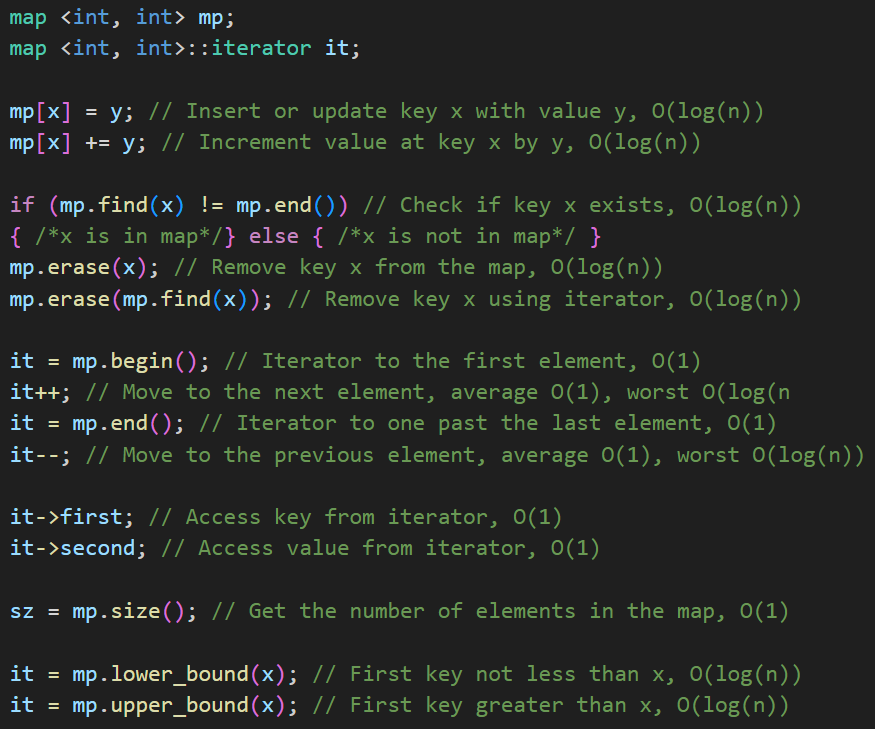 map <int, int> mp;
map <int, int>::iterator it;
mp[x] = y; // Insert or update key x with value y, O(log(n))
mp[x] += y; // Increment value at key x by y, O(log(n))
if (mp.find(x) != mp.end()) // Check if key x exists, O(log(n))
{ /*x is in map*/} else { /*x is not in map*/ }
mp.erase(x); // Remove key x from the map, O(log(n))
mp.erase(mp.find(x)); // Remove key x using iterator, O(log(n))
it = mp.begin(); // Iterator to the first element, O(1)
it++; // Move to the next element, average O(1), worst O(log(n
it = mp.end(); // Iterator to one past the last element, O(1)
it--; // Move to the previous element, average O(1), worst O(log(n))
it->first; // Access key from iterator, O(1)
it->second; // Access value from iterator, O(1)
sz = mp.size(); // Get the number of elements in the map, O(1)
it = mp.lower_bound(x); // First key not less than x, O(log(n))
it = mp.upper_bound(x); // First key greater than x, O(log(n))